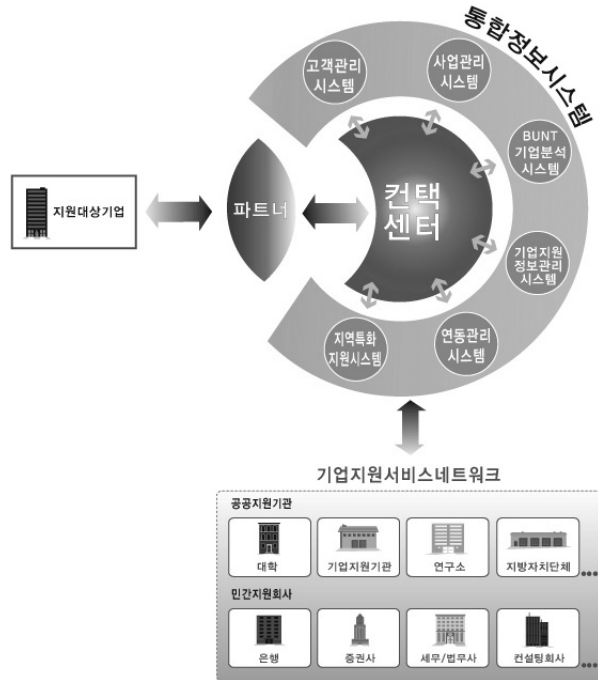 통합정보시스템
고객관리
시스템
사업관리
시스템
BUNT
기업분석
시스템
지원대상기업
파트너
컨택
센터
기업지원
정보관리
시스템
지역특화
지원시스템
연동관리
시스템
기업지원서비스네트워크
공공지원기관
대학
기업지원기관
연구소
지방자치단체
민간지원회사
은행
증권사
세무/법무사
컨설팅회사